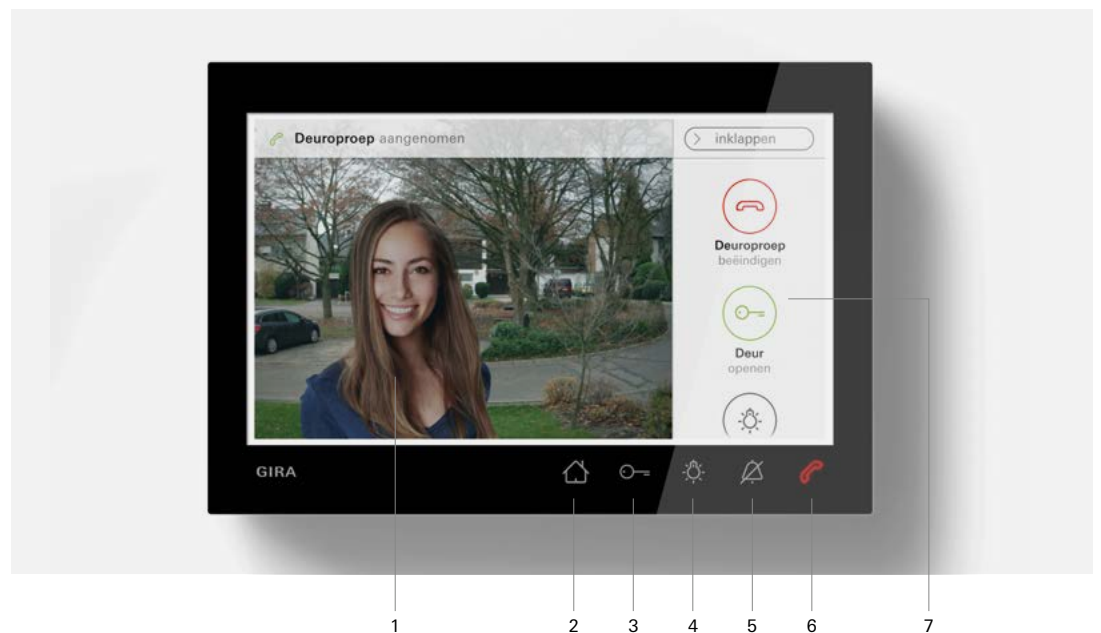 Deuroproep aangenomen
inklappen
Deuroproep
beëindigen
Deur
openen
GIRA
1 2 3 4 5 6 7